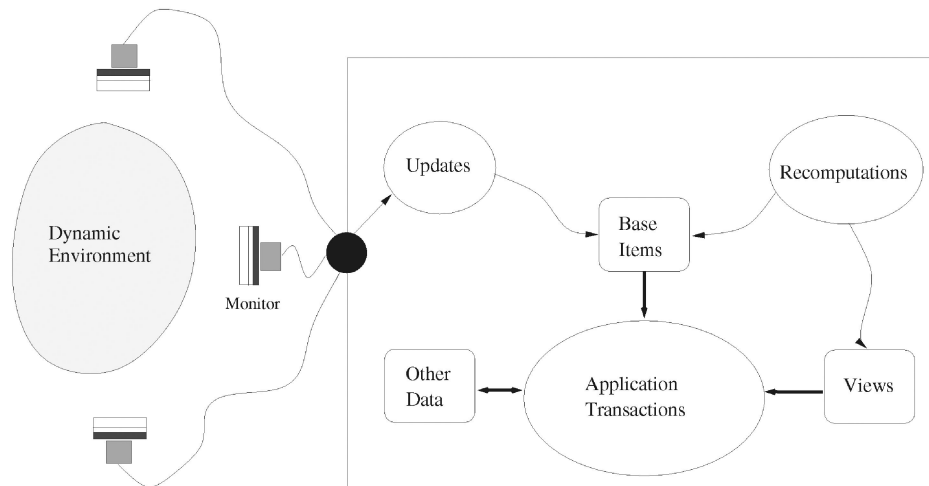 Updates
Recomputations
Dynamic
Environment
Base
Items
Monitor
Other
Data
Application
Transactions
Views